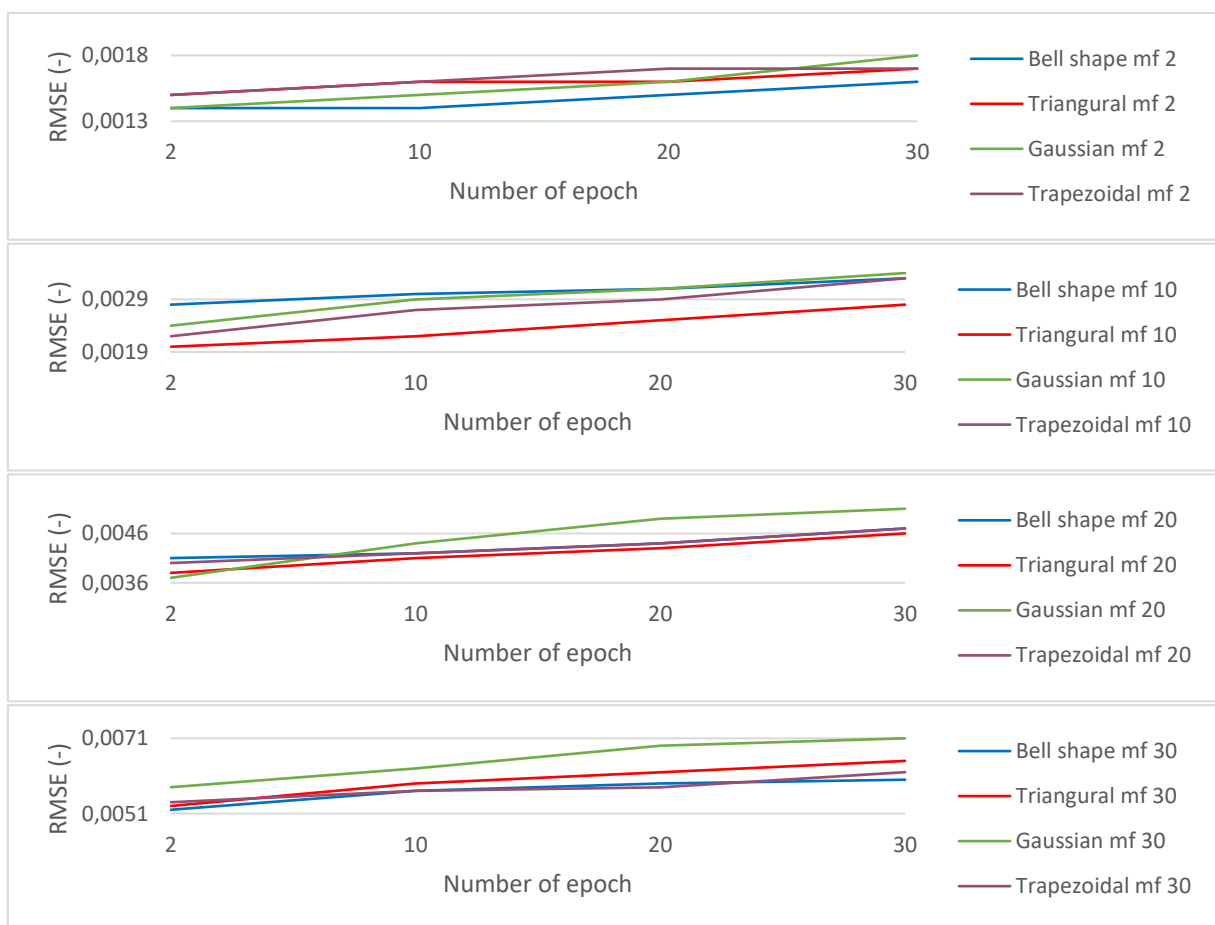 RMSE (-)
0,0018
0,0013
2 10 20 30
Number of epoch
Bell shape mf 2
Triangural mf 2
Gaussian mf 2
Trapezoidal mf 2
RMSE (-)
0,0029
0,0019
2 10 20 30
Number of epoch
Bell shape mf 10
Triangural mf 10
Gaussian mf 10
Trapezoidal mf 10
RMSE (-)
0,0046
0,0036
2 10 20 30
Number of epoch
Bell shape mf 20
Triangural mf 20
Gaussian mf 20
Trapezoidal mf 20
RMSE (-)
0,0071
0,0051
2 10 20 30
Number of epoch
Bell shape mf 30
Triangural mf 30
Gaussian mf 30
Trapezoidal mf 30